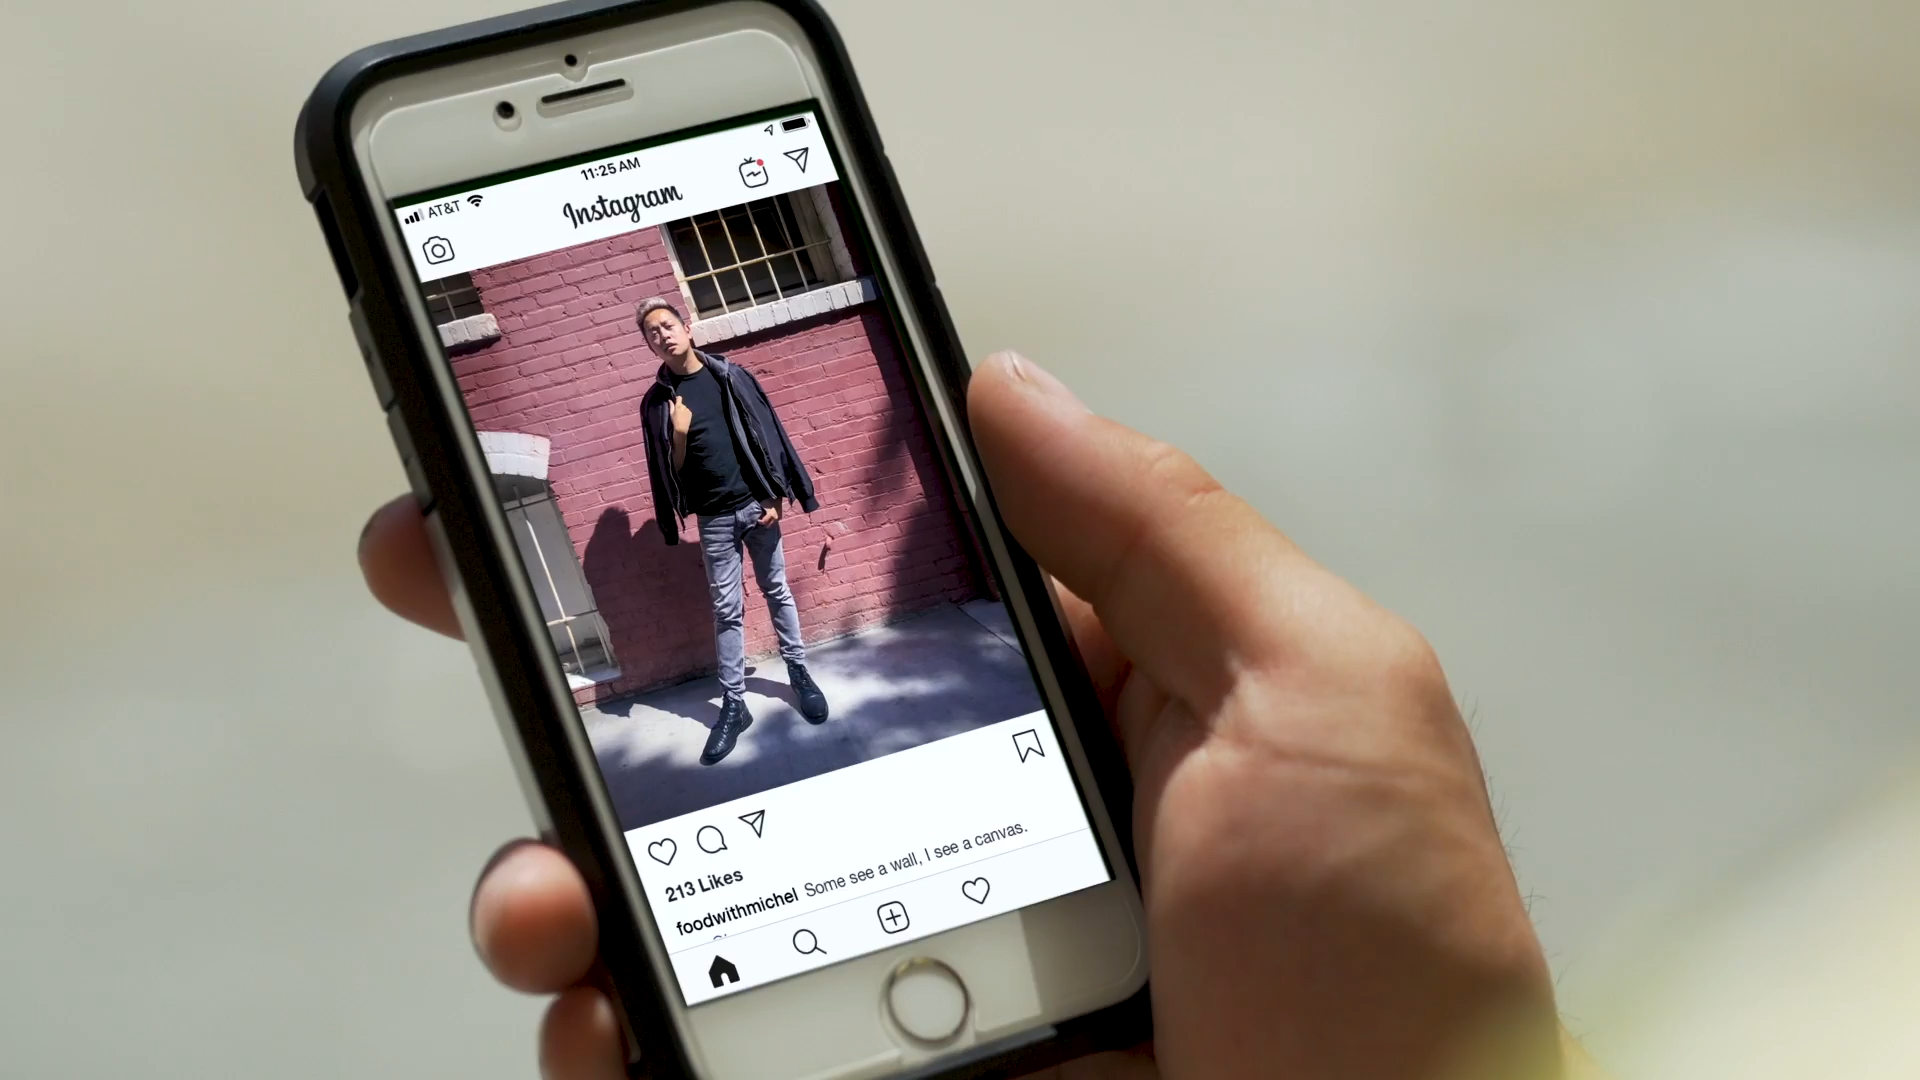 11:25 AM
AT&T
Instagram
213 Likes
foodwithmichel Some see a wall, I see a canvas.